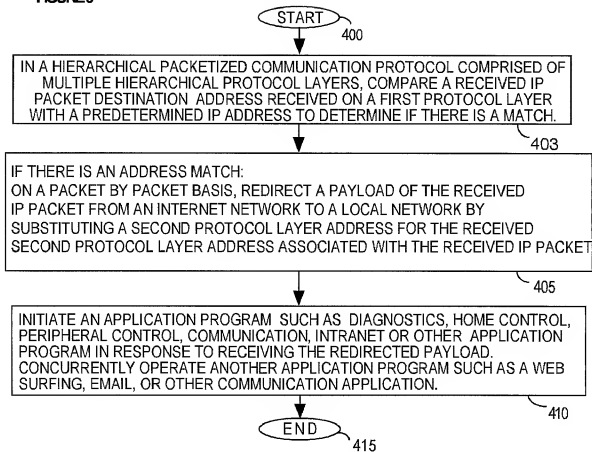 START
400
IN A HIERARCHICAL PACKETIZED COMMUNICATION PROTOCOL COMPRISED OF
MULTIPLE HIERARCHICAL PROTOCOL LAYERS, COMPARE A RECEIVED IP
PACKET DESTINATION ADDRESS RECEIVED ON A FIRST PROTOCOL LAYER
WITH A PREDETERMINED IP ADDRESS TO DETERMINE IF THERE IS A MATCH.
403
IF THERE IS AN ADDRESS MATCH:
ON A PACKET BY PACKET BASIS, REDIRECT A PAYLOAD OF THE RECEIVED
IP PACKET FROM AN INTERNET NETWORK TO A LOCAL NETWORK BY
SUBSTITUTING A SECOND PROTOCOL LAYER ADDRESS FOR THE RECEIVED
SECOND PROTOCOL LAYER ADDRESS ASSOCIATED WITH THE RECEIVED IP PACKET
405
INITIATE AN APPLICATION PROGRAM SUCH AS DIAGNOSTICS, HOME CONTROL,
PERIPHERAL CONTROL, COMMUNICATION, INTRANET OR OTHER APPLICATION
PROGRAM IN RESPONSE TO RECEIVING THE REDIRECTED PAYLOAD.
CONCURRENTLY OPERATE ANOTHER APPLICATION PROGRAM SUCH AS A WEB
SURFING, EMAIL, OR OTHER COMMUNICATION APPLICATION.
410
END
415